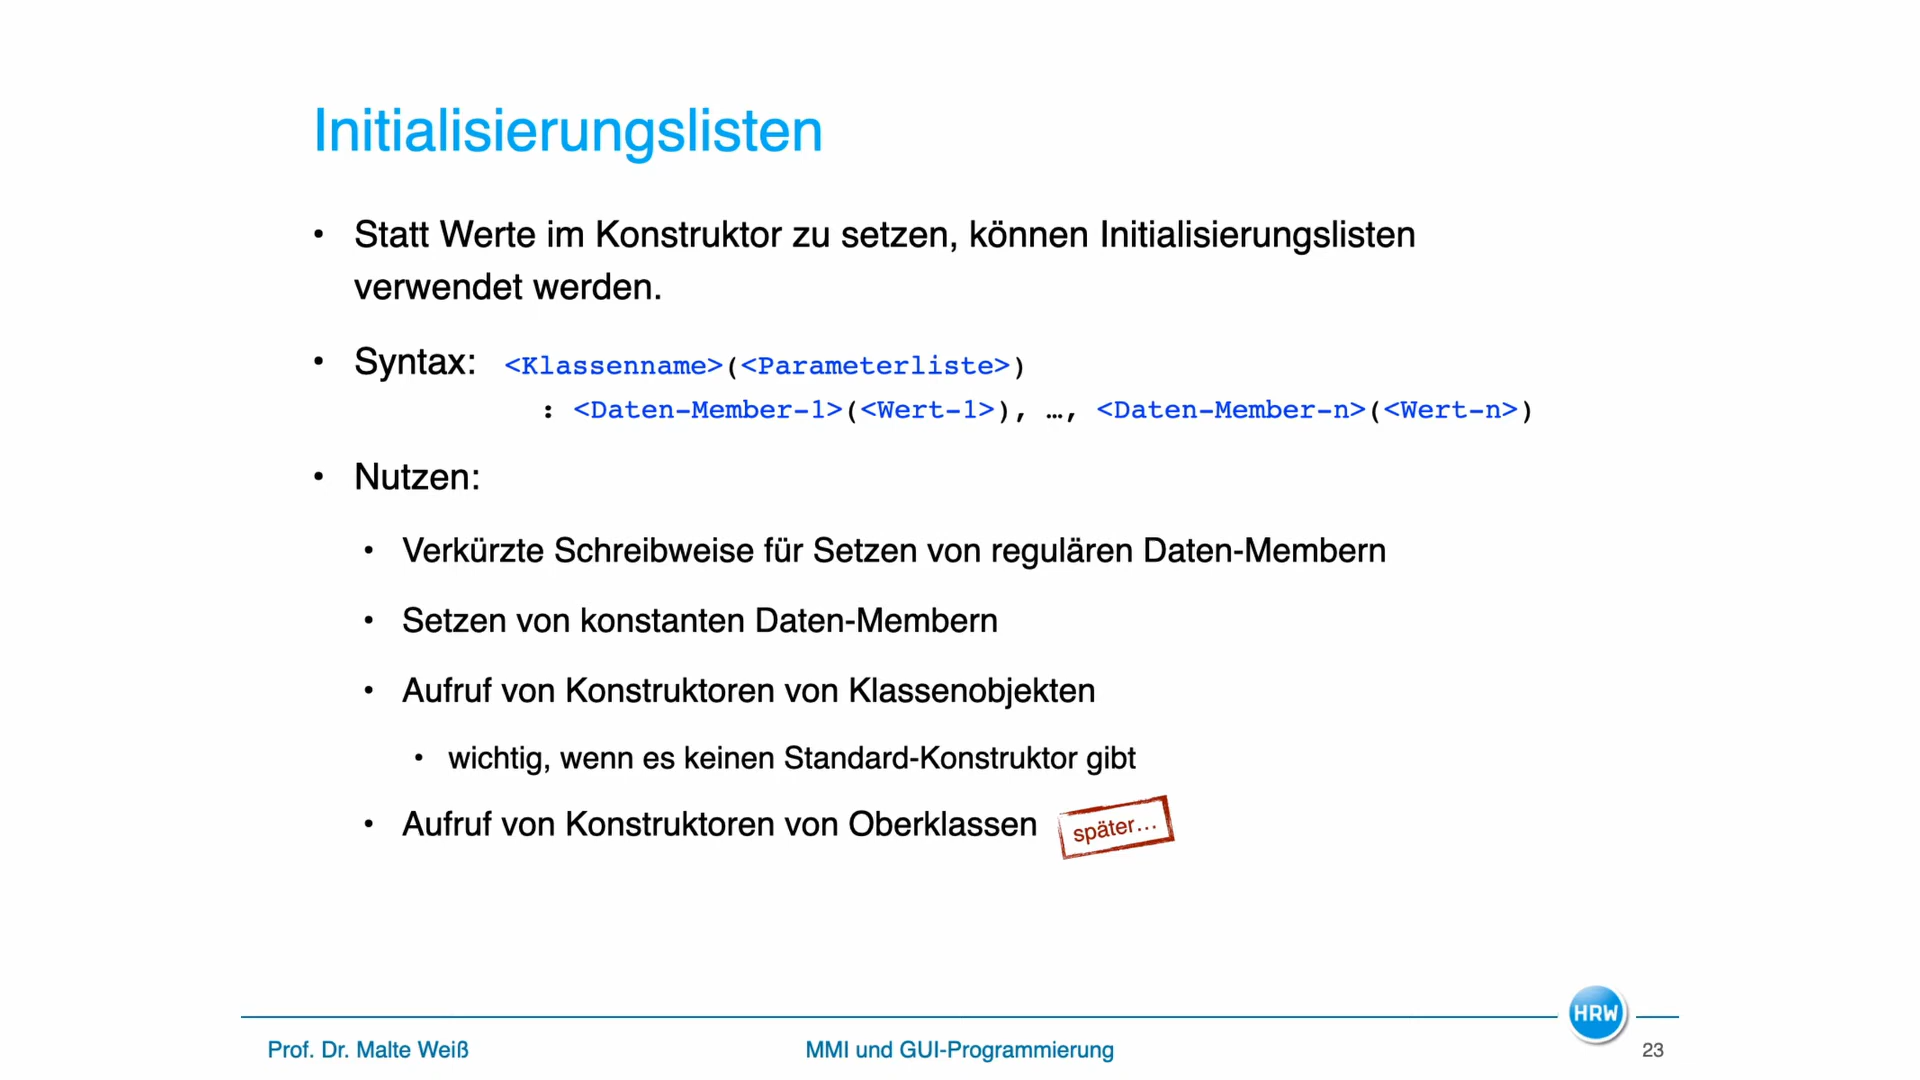 Initialisierungslisten
• Statt Werte im Konstruktor zu setzen, können Initialisierungslisten
verwendet werden.
• Syntax: <Klassenname>(<Parameterliste>)
: <Daten-Member-1>(<Wert-1>), …, <Daten-Member-n>(<Wert-n>)
• Nutzen:
• Verkürzte Schreibweise für Setzen von regulären Daten-Membern
• Setzen von konstanten Daten-Membern
• Aufruf von Konstruktoren von Klassenobjekten
• wichtig, wenn es keinen Standard-Konstruktor gibt
• Aufruf von Konstruktoren von Oberklassen später…
HRW
Prof. Dr. Malte Weiß MMI und GUI-Programmierung 23